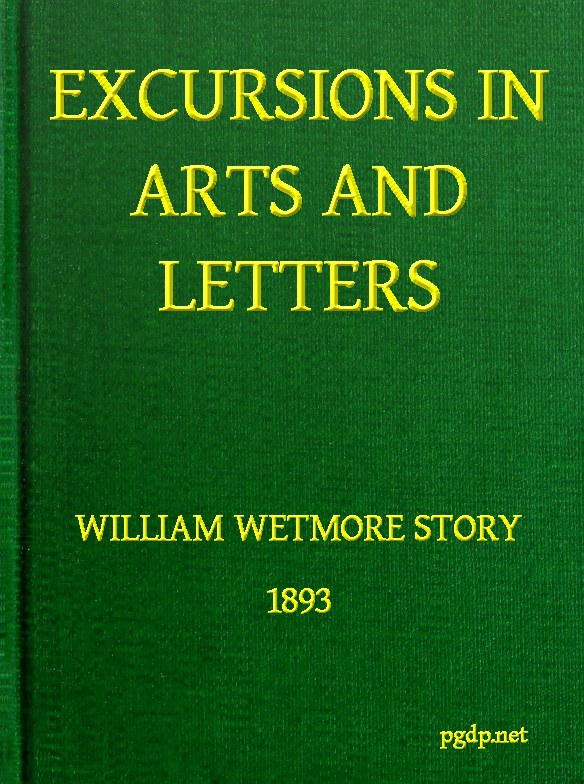 EXCURSIONS IN
ARTS AND
LETTERS
WILLIAM WETMORE STORY
1893
pgdp.net